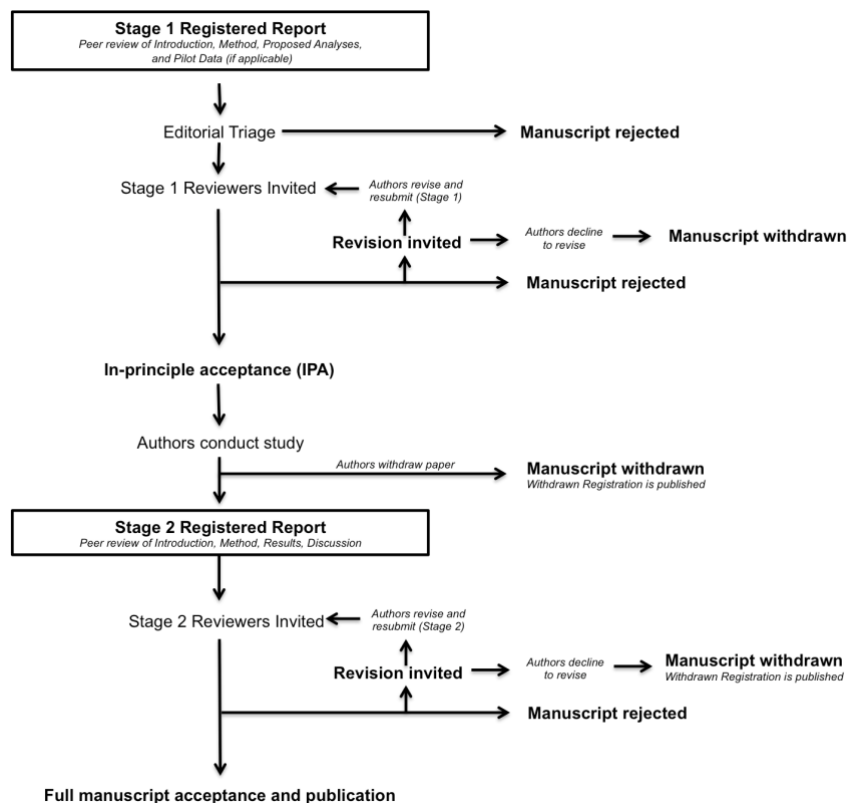 Stage 1 Registered Report
Peer review of Introduction, Method, Proposed Analyses,
and Pilot Data (if applicable)
Editorial Triage
Manuscript rejected
Stage 1 Reviewers Invited
Authors revise and
resubmit (Stage 1)
Revision invited
Authors decline
to revise
Manuscript withdrawn
Manuscript rejected
In-principle acceptance (IPA)
Authors conduct study
Authors withdraw paper
Manuscript withdrawn
Withdrawn Registration is published
Stage 2 Registered Report
Peer review of Introduction, Method, Results, Discussion
Stage 2 Reviewers Invited
Authors revise and
resubmit (Stage 2)
Revision invited
Authors decline
to revise
Manuscript withdrawn
Withdrawn Registration is published
Manuscript rejected
Full manuscript acceptance and publication